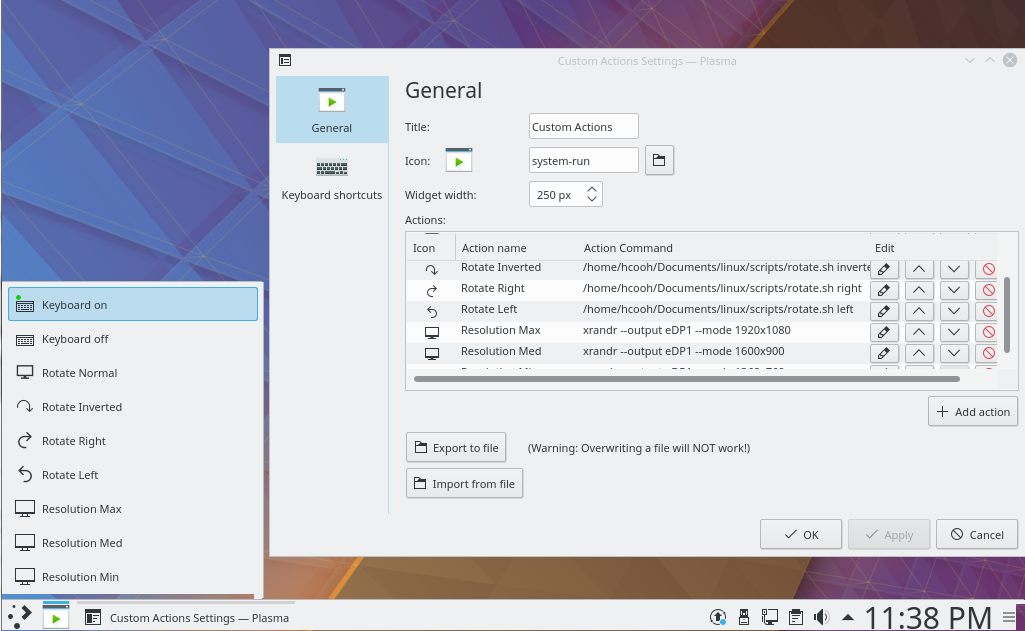 Custom Actions Settings — Plasma
General
Keyboard shortcuts
General
Title:
Custom Actions
Icon:
system-run
Widget width:
250 px
Actions:
Icon Action name Action Command Edit
Rotate Inverted /home/hcooh/Documents/linux/scripts/rotate.sh inverte
Rotate Right /home/hcooh/Documents/linux/scripts/rotate.sh right
Rotate Left /home/hcooh/Documents/linux/scripts/rotate.sh left
Resolution Max xrandr --output eDP1 --mode 1920x1080
Resolution Med xrandr --output eDP1 --mode 1600x900
Add action
Export to file (Warning: Overwriting a file will NOT work!)
Import from file
OK Apply Cancel
Keyboard on
Keyboard off
Rotate Normal
Rotate Inverted
Rotate Right
Rotate Left
Resolution Max
Resolution Med
Resolution Min
Custom Actions Settings — Plasma
11:38 PM